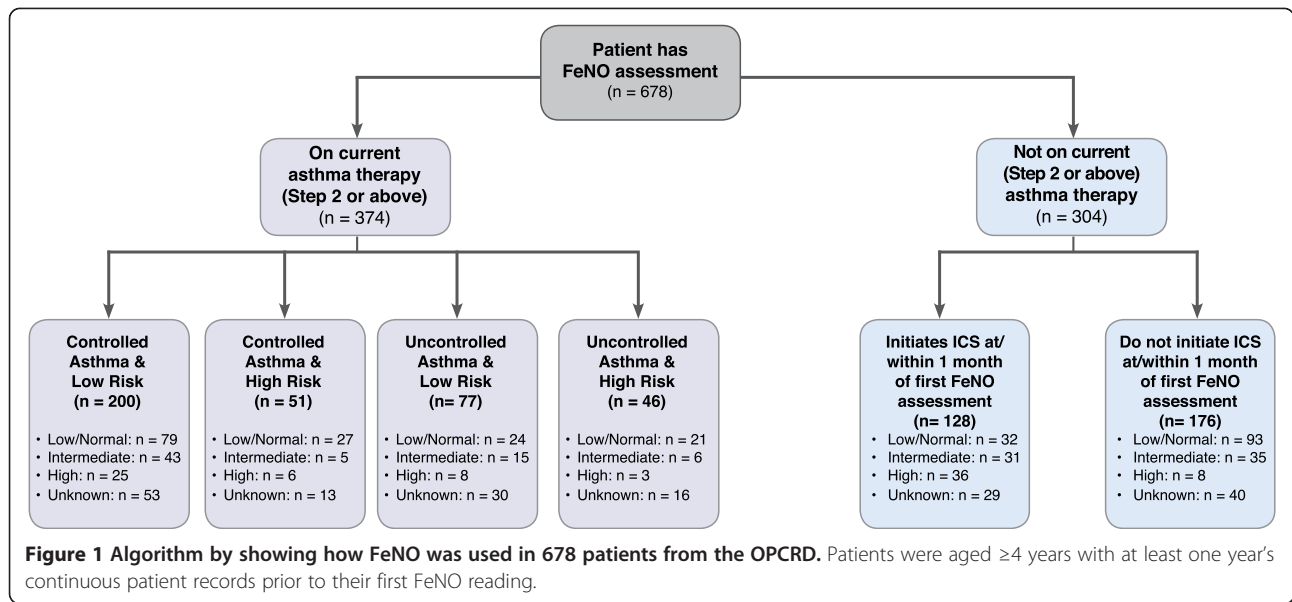 Patient has
FeNO assessment
(n = 678)
On current
asthma therapy
(Step 2 or above)
(n = 374)
Not on current
(Step 2 or above)
asthma therapy
(n = 304)
Controlled
Asthma &
Low Risk
(n = 200)
• Low/Normal: n = 79
• Intermediate: n = 43
• High: n = 25
• Unknown: n = 53
Controlled
Asthma &
High Risk
(n = 51)
• Low/Normal: n = 27
• Intermediate: n = 5
• High: n = 6
• Unknown: n = 13
Uncontrolled
Asthma &
Low Risk
(n= 77)
• Low/Normal: n = 24
• Intermediate: n = 15
• High: n = 8
• Unknown: n = 30
Uncontrolled
Asthma &
High Risk
(n = 46)
• Low/Normal: n = 21
• Intermediate: n = 6
• High: n = 3
• Unknown: n = 16
Initiates ICS at/
within 1 month
of first FeNO
assessment
(n= 128)
• Low/Normal: n = 32
• Intermediate: n = 31
• High: n = 36
• Unknown: n = 29
Do not initiate ICS
at/within 1 month
of first FeNO
assessment
(n= 176)
• Low/Normal: n = 93
• Intermediate: n = 35
• High: n = 8
• Unknown: n = 40
Figure 1 Algorithm by showing how FeNO was used in 678 patients from the OPCRD. Patients were aged ≥4 years with at least one year's
continuous patient records prior to their first FeNO reading.